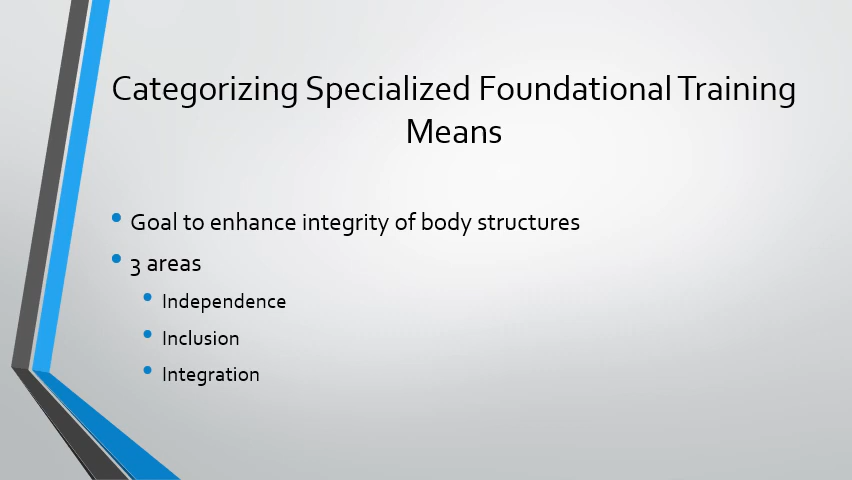 Categorizing Specialized Foundational Training
Means
• Goal to enhance integrity of body structures
• 3 areas
• Independence
• Inclusion
• Integration